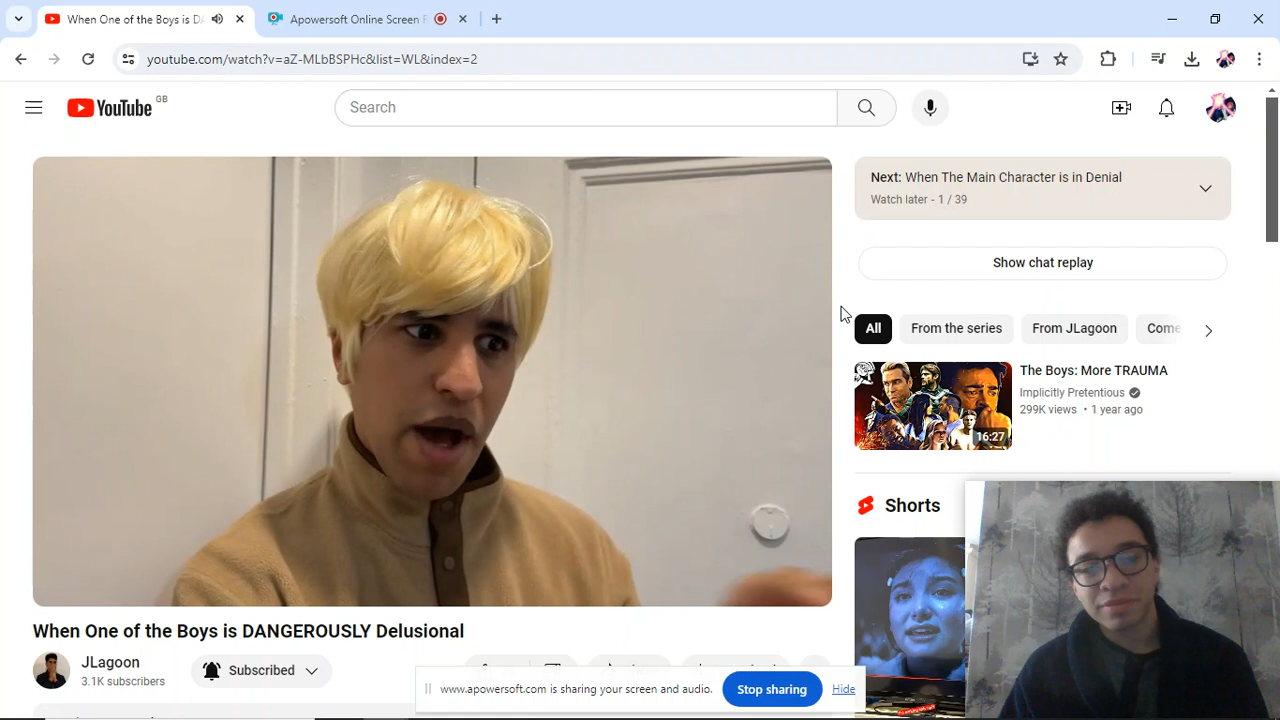 When One of the Boys is DA
Apowersoft Online Screen R
youtube.com/watch?v=aZ-MLbBSPHc&list=WL&index=2
YouTube GB
Search
Next: When The Main Character is in Denial
Watch later - 1 / 39
Show chat replay
All
From the series
From JLagoon
Come
The Boys: More TRAUMA
Implicitly Pretentious
299K views • 1 year ago
16:27
Shorts
When One of the Boys is DANGEROUSLY Delusional
JLagoon
3.1K subscribers
Subscribed
www.apowersoft.com is sharing your screen and audio.
Stop sharing
Hide